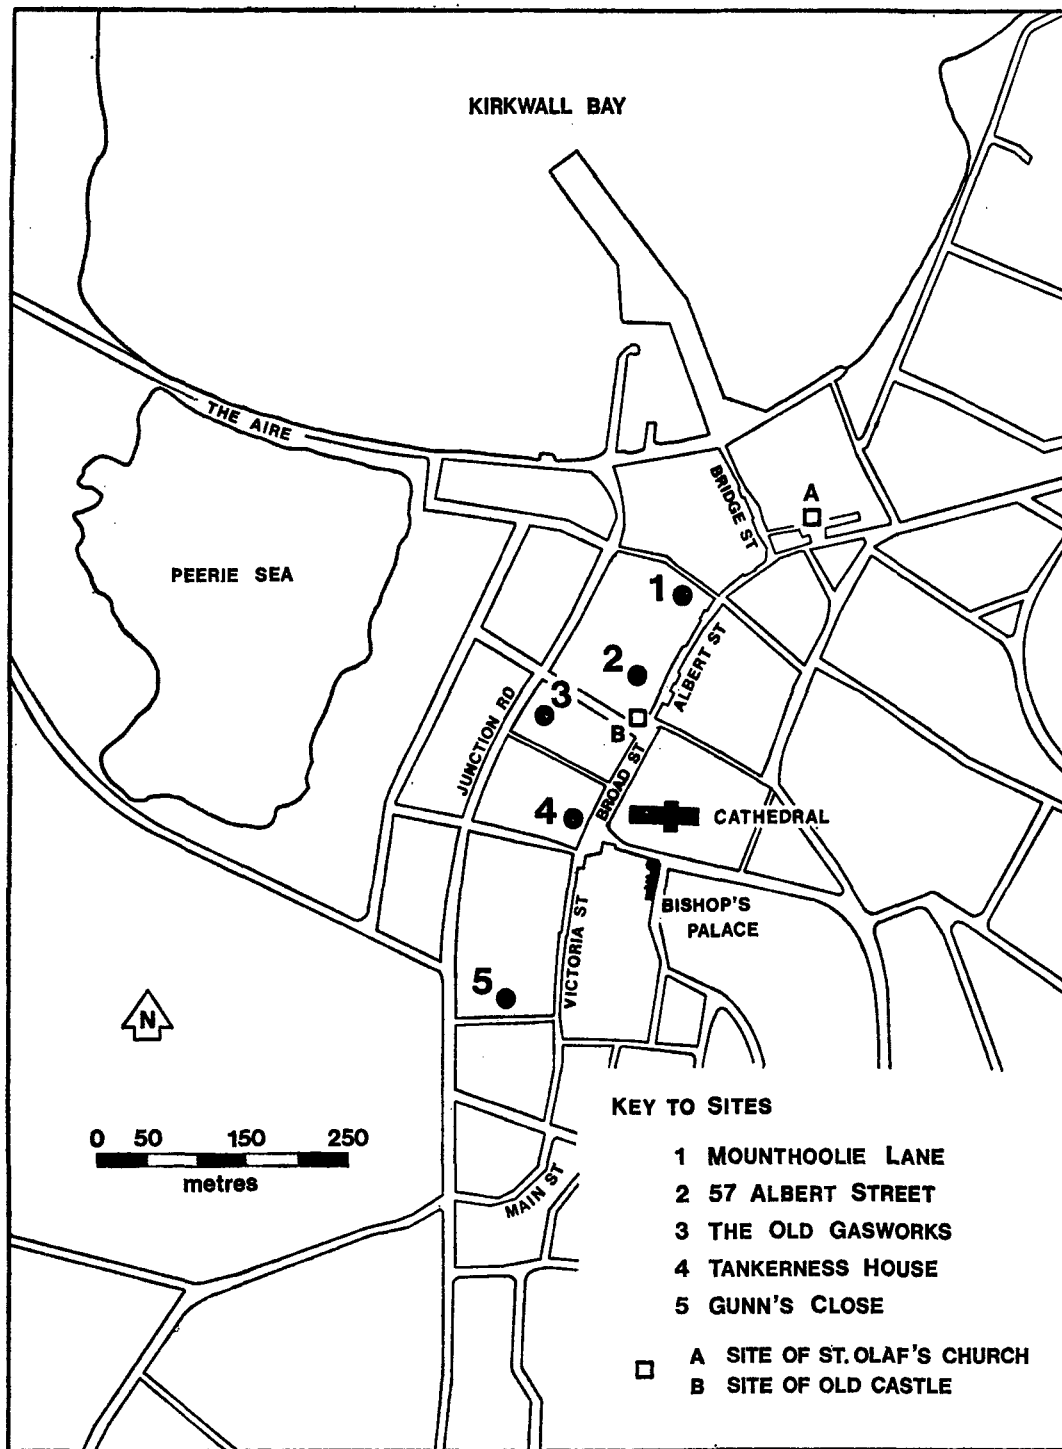 KIRKWALL BAY
THE AIRE
BRIDGE ST
A
PEERIE SEA
1
ALBERT ST
2
3
JUNCTION RD
B
BROAD ST
4
CATHEDRAL
BISHOP'S
PALACE
VICTORIA ST
5
N
KEY TO SITES
0 50 150 250
metres
MAIN ST
1 MOUNTHOOLIE LANE
2 57 ALBERT STREET
3 THE OLD GASWORKS
4 TANKERNESS HOUSE
5 GUNN'S CLOSE
A SITE OF ST. OLAF'S CHURCH
B SITE OF OLD CASTLE